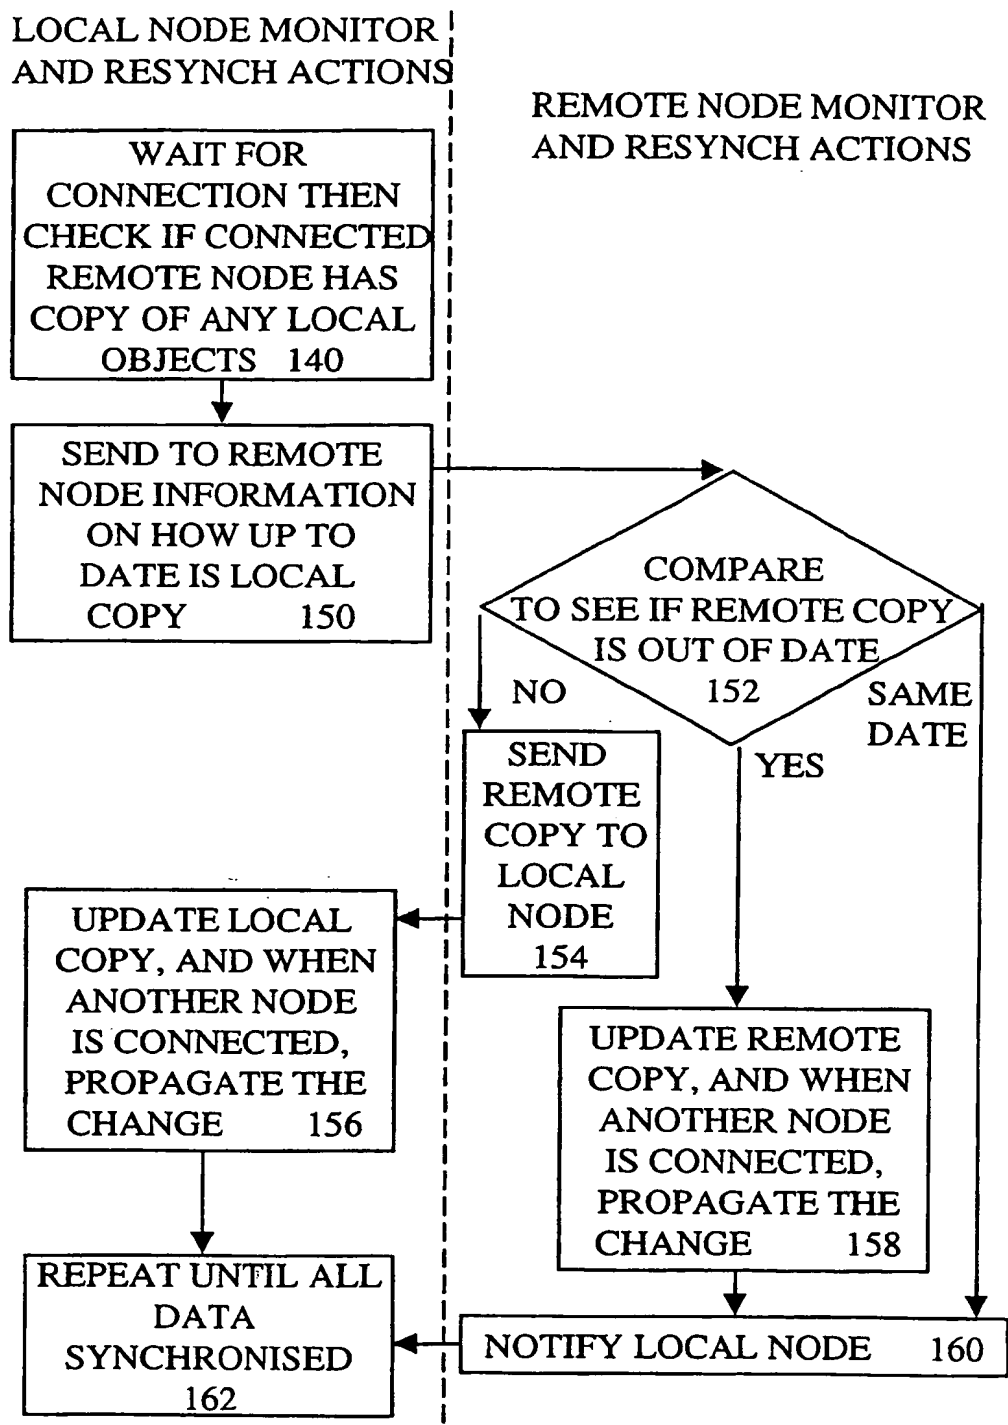 LOCAL NODE MONITOR
AND RESYNCH ACTIONS
REMOTE NODE MONITOR
AND RESYNCH ACTIONS
WAIT FOR
CONNECTION THEN
CHECK IF CONNECTED
REMOTE NODE HAS
COPY OF ANY LOCAL
OBJECTS 140
SEND TO REMOTE
NODE INFORMATION
ON HOW UP TO
DATE IS LOCAL
COPY 150
COMPARE
TO SEE IF REMOTE COPY
IS OUT OF DATE
152
NO
SAME
DATE
YES
SEND
REMOTE
COPY TO
LOCAL
NODE
154
UPDATE LOCAL
COPY, AND WHEN
ANOTHER NODE
IS CONNECTED,
PROPAGATE THE
CHANGE 156
UPDATE REMOTE
COPY, AND WHEN
ANOTHER NODE
IS CONNECTED,
PROPAGATE THE
CHANGE 158
NOTIFY LOCAL NODE 160
REPEAT UNTIL ALL
DATA
SYNCHRONISED
162